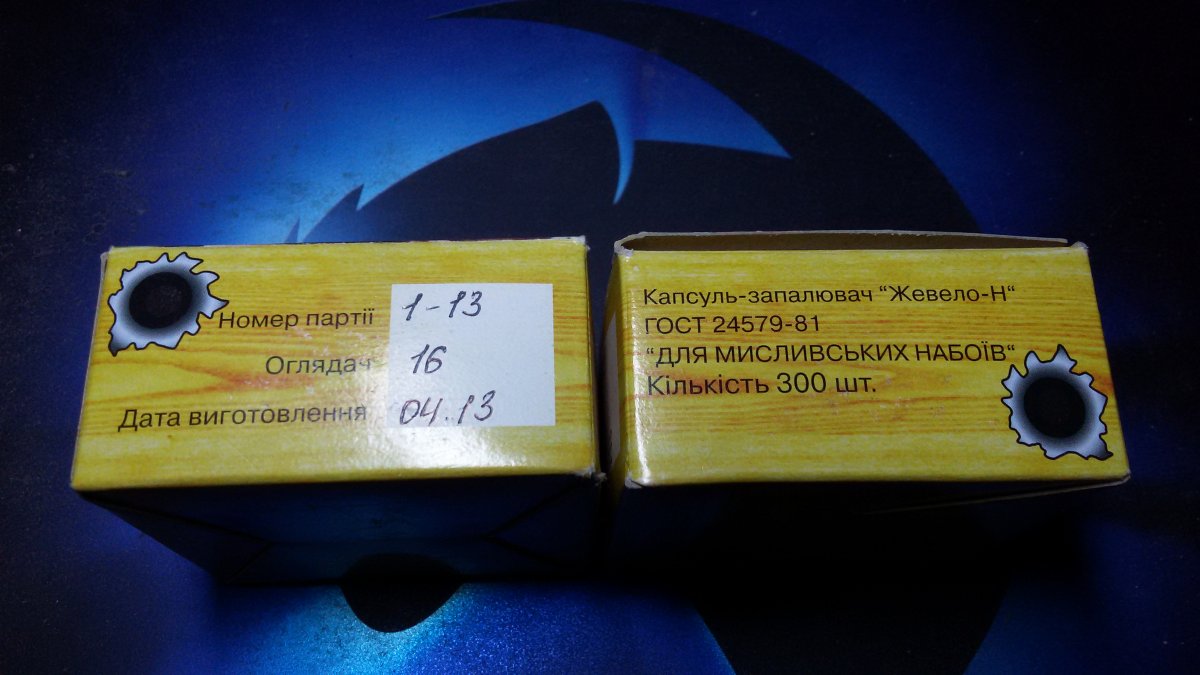 Номер партії 1-13
Оглядач 16
Дата виготовлення 04.13
Капсуль-запалювач “Жевело-Н“
ГОСТ 24579-81
“ДЛЯ МИСЛИВСЬКИХ НАБОЇВ“
Кількість 300 шт.